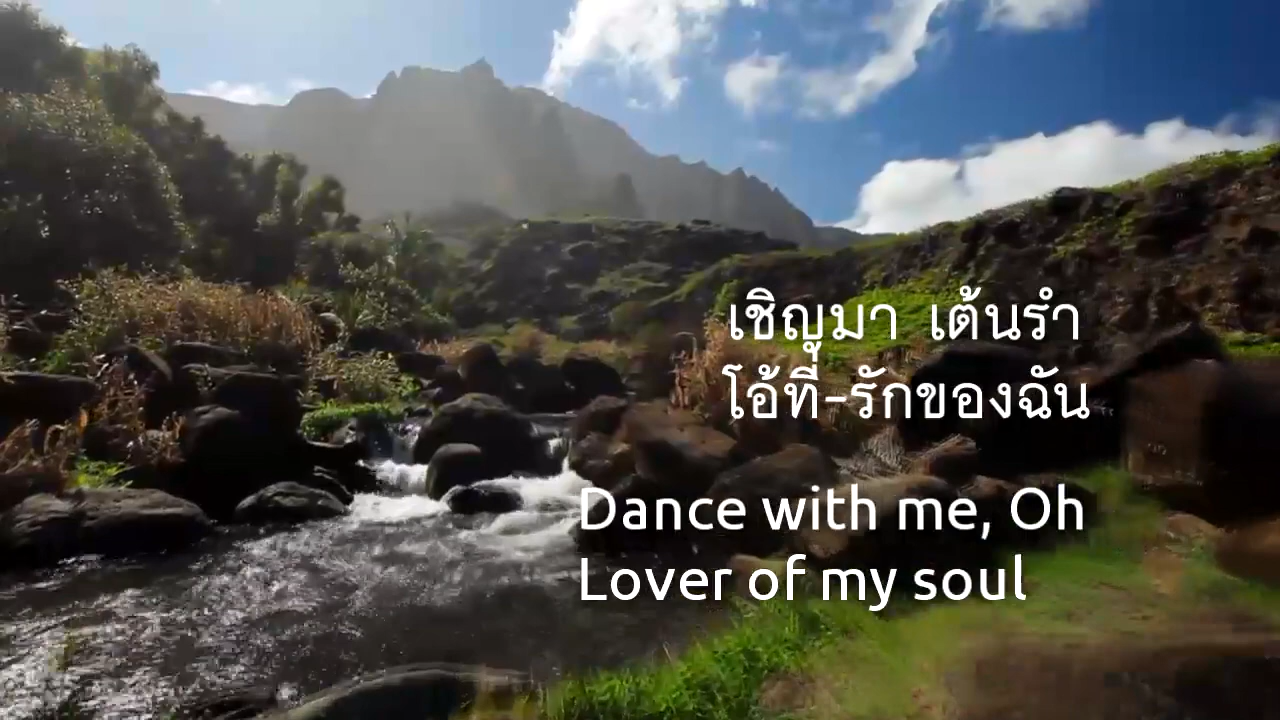 เชิญมา เต้นรำ
โอ้ที่-รักของฉัน
Dance with me, Oh
Lover of my soul